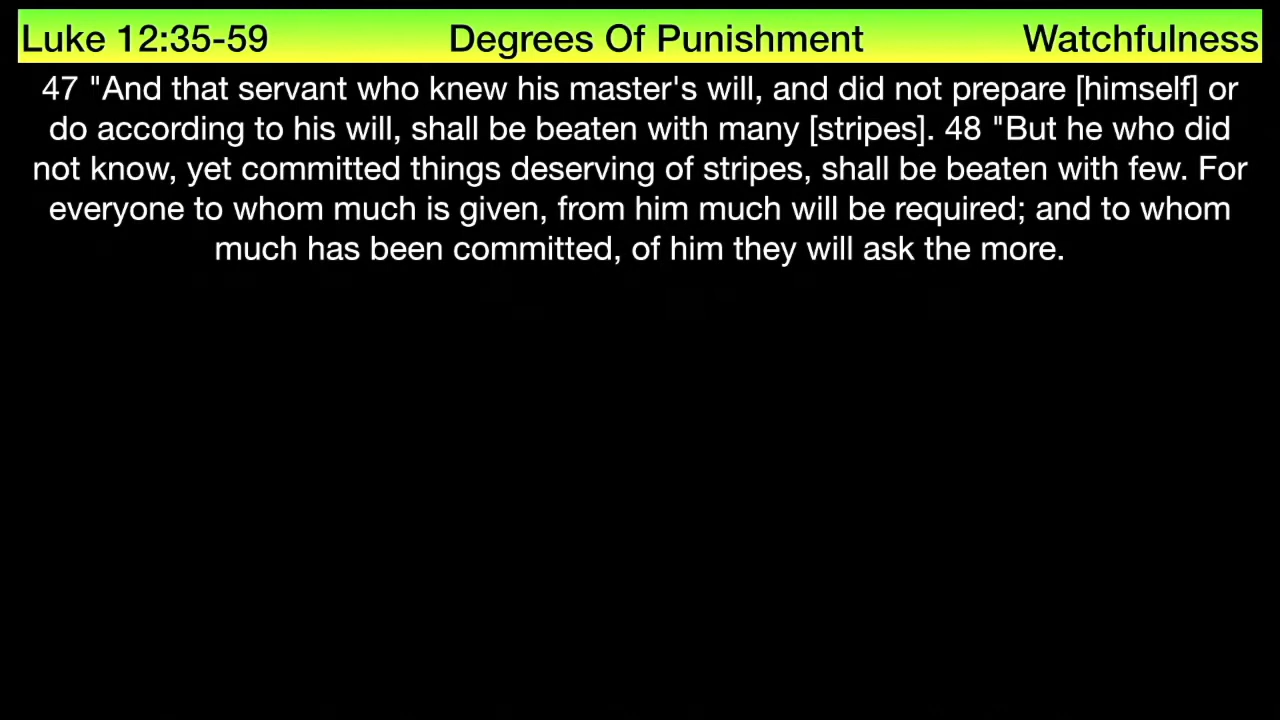 Luke 12:35-59 Degrees Of Punishment Watchfulness
47 "And that servant who knew his master's will, and did not prepare [himself] or
do according to his will, shall be beaten with many [stripes]. 48 "But he who did
not know, yet committed things deserving of stripes, shall be beaten with few. For
everyone to whom much is given, from him much will be required; and to whom
much has been committed, of him they will ask the more.